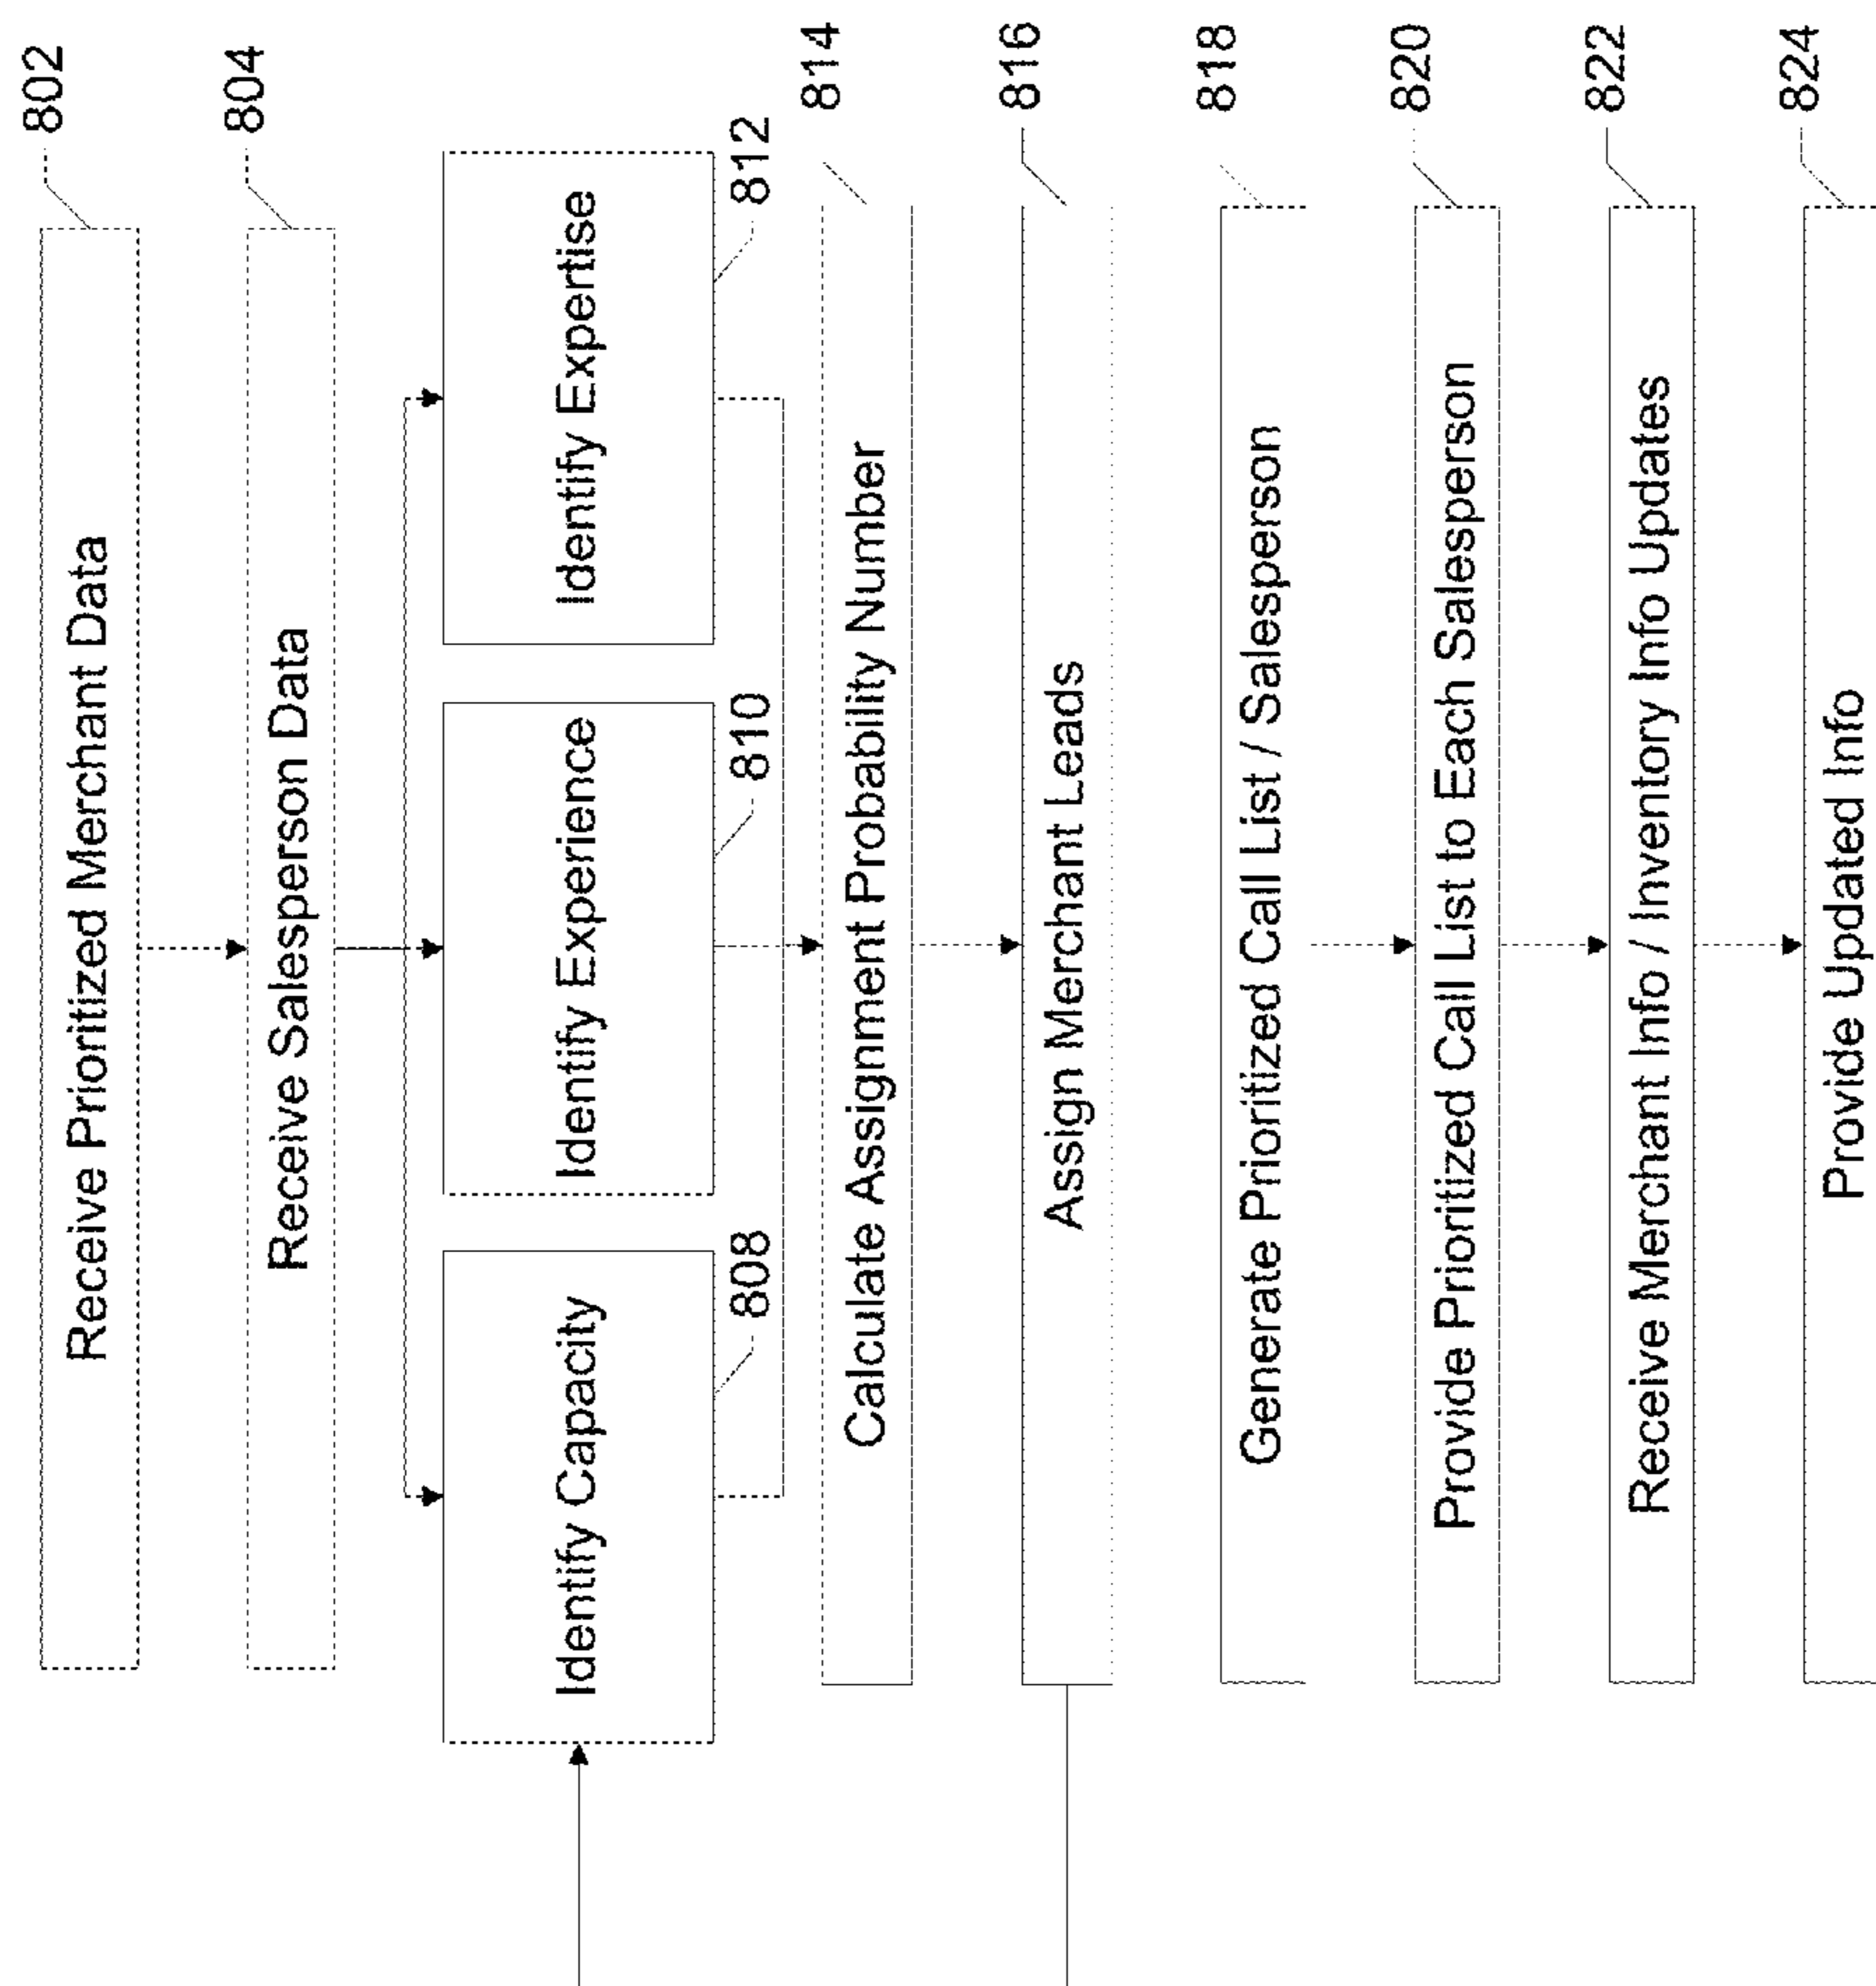 Receive Prioritized Merchant Data
802
Receive Salesperson Data
804
Identify Capacity
808
Identify Experience
810
Identify Expertise
812
Calculate Assignment Probability Number
814
Assign Merchant Leads
816
Generate Prioritized Call List / Salesperson
818
Provide Prioritized Call List to Each Salesperson
820
Receive Merchant Info / Inventory Info Updates
822
Provide Updated Info
824